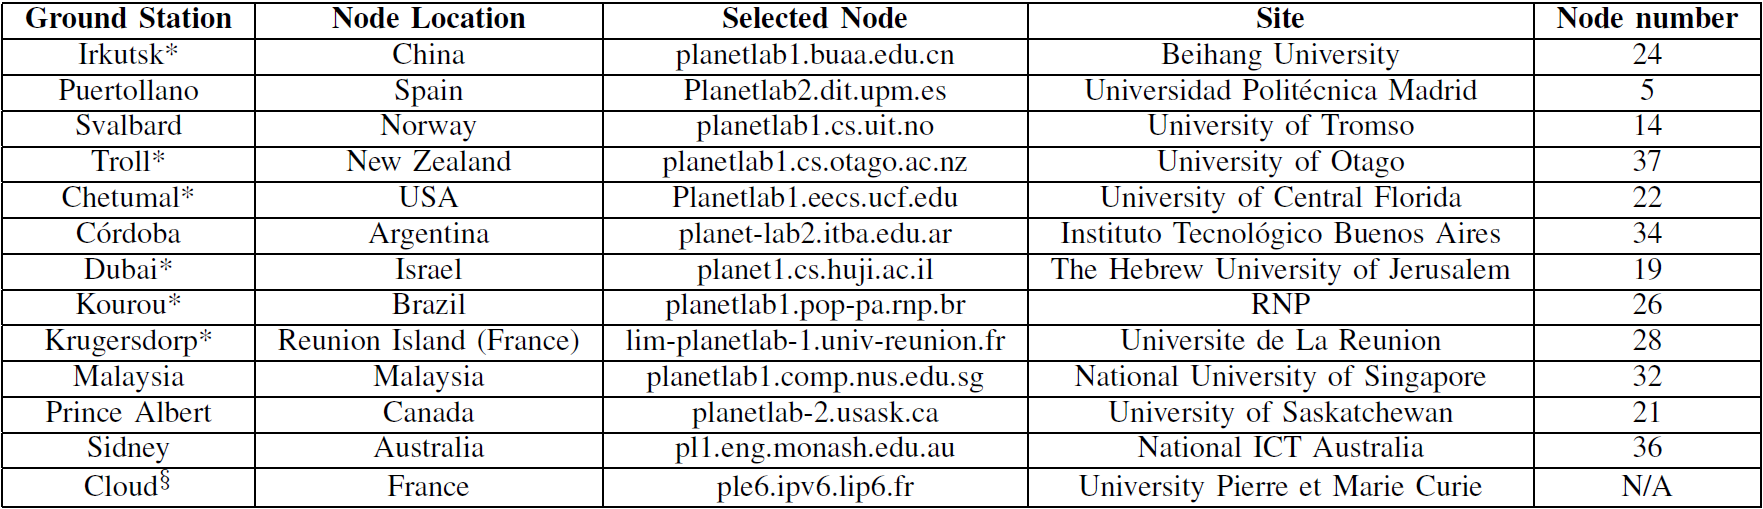 Ground Station Node Location Selected Node Site Node number
Irkutsk* China planetlab1.buaa.edu.cn Beihang University 24
Puertollano Spain Planetlab2.dit.upm.es Universidad Politécnica Madrid 5
Svalbard Norway planetlab1.cs.uit.no University of Tromso 14
Troll* New Zealand planetlab1.cs.otago.ac.nz University of Otago 37
Chetumal* USA Planetlab1.eecs.ucf.edu University of Central Florida 22
Córdoba Argentina planet-lab2.itba.edu.ar Instituto Tecnológico Buenos Aires 34
Dubai* Israel planet1.cs.huji.ac.il The Hebrew University of Jerusalem 19
Kourou* Brazil planetlab1.pop-pa.rnp.br RNP 26
Krugersdorp* Reunion Island (France) lim-planetlab-1.univ-reunion.fr Universite de La Reunion 28
Malaysia Malaysia planetlab1.comp.nus.edu.sg National University of Singapore 32
Prince Albert Canada planetlab-2.usask.ca University of Saskatchewan 21
Sidney Australia pl1.eng.monash.edu.au National ICT Australia 36
Cloud§ France ple6.ipv6.lip6.fr University Pierre et Marie Curie N/A